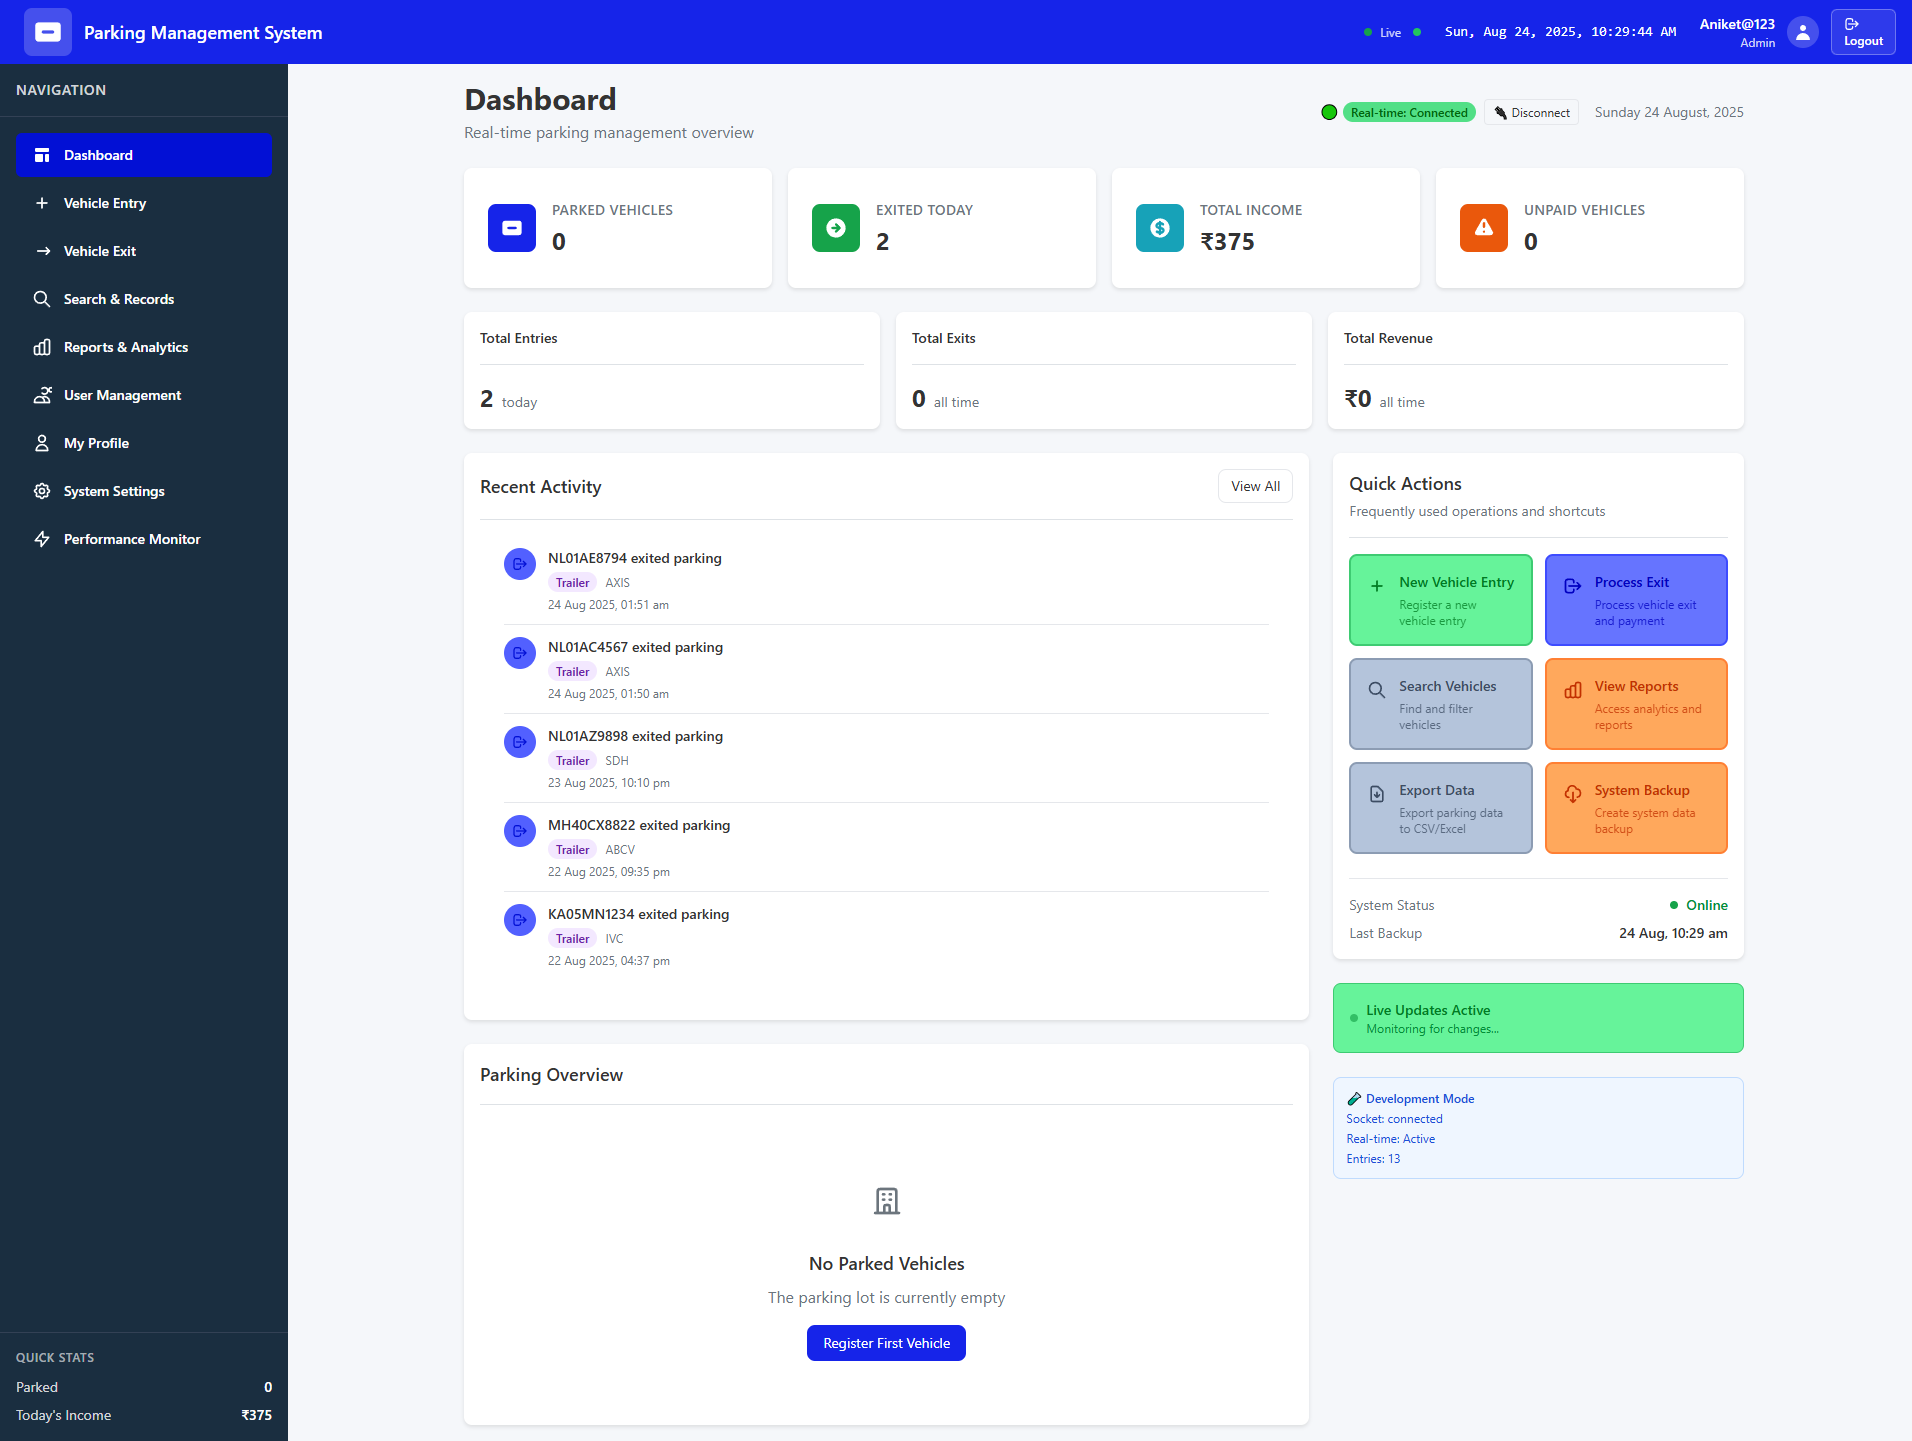 Parking Management System
Live
Sun, Aug 24, 2025, 10:29:44 AM
Aniket@123
Admin
Logout
NAVIGATION
Dashboard
Vehicle Entry
Vehicle Exit
Search & Records
Reports & Analytics
User Management
My Profile
System Settings
Performance Monitor
QUICK STATS
Parked 0
Today's Income ₹375
Dashboard
Real-time parking management overview
Real-time: Connected
Disconnect
Sunday 24 August, 2025
PARKED VEHICLES
0
EXITED TODAY
2
TOTAL INCOME
₹375
UNPAID VEHICLES
0
Total Entries
2 today
Total Exits
0 all time
Total Revenue
₹0 all time
Recent Activity
View All
NL01AE8794 exited parking
Trailer AXIS
24 Aug 2025, 01:51 am
NL01AC4567 exited parking
Trailer AXIS
24 Aug 2025, 01:50 am
NL01AZ9898 exited parking
Trailer SDH
23 Aug 2025, 10:10 pm
MH40CX8822 exited parking
Trailer ABCV
22 Aug 2025, 09:35 pm
KA05MN1234 exited parking
Trailer IVC
22 Aug 2025, 04:37 pm
Parking Overview
No Parked Vehicles
The parking lot is currently empty
Register First Vehicle
Quick Actions
Frequently used operations and shortcuts
New Vehicle Entry
Register a new
vehicle entry
Process Exit
Process vehicle exit
and payment
Search Vehicles
Find and filter
vehicles
View Reports
Access analytics and
reports
Export Data
Export parking data
to CSV/Excel
System Backup
Create system data
backup
System Status Online
Last Backup 24 Aug, 10:29 am
Live Updates Active
Monitoring for changes...
Development Mode
Socket: connected
Real-time: Active
Entries: 13